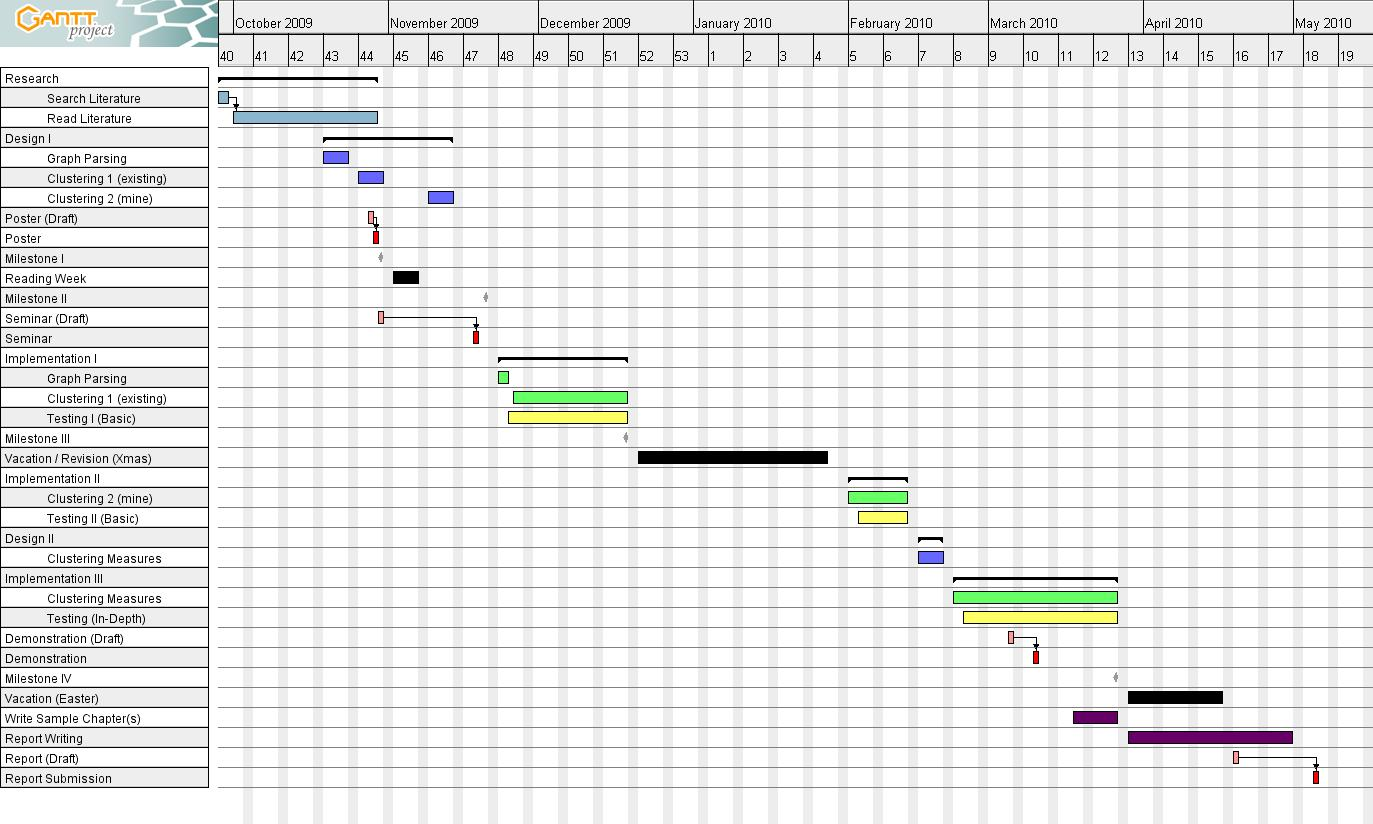 GANTT
project
October 2009 November 2009 December 2009 January 2010 February 2010 March 2010 April 2010 May 2010
40 41 42 43 44 45 46 47 48 49 50 51 52 53 1 2 3 4 5 6 7 8 9 10 11 12 13 14 15 16 17 18 19
Research
Search Literature
Read Literature
Design I
Graph Parsing
Clustering 1 (existing)
Clustering 2 (mine)
Poster (Draft)
Poster
Milestone I
Reading Week
Milestone II
Seminar (Draft)
Seminar
Implementation I
Graph Parsing
Clustering 1 (existing)
Testing I (Basic)
Milestone III
Vacation / Revision (Xmas)
Implementation II
Clustering 2 (mine)
Testing II (Basic)
Design II
Clustering Measures
Implementation III
Clustering Measures
Testing (In-Depth)
Demonstration (Draft)
Demonstration
Milestone IV
Vacation (Easter)
Write Sample Chapter(s)
Report Writing
Report (Draft)
Report Submission